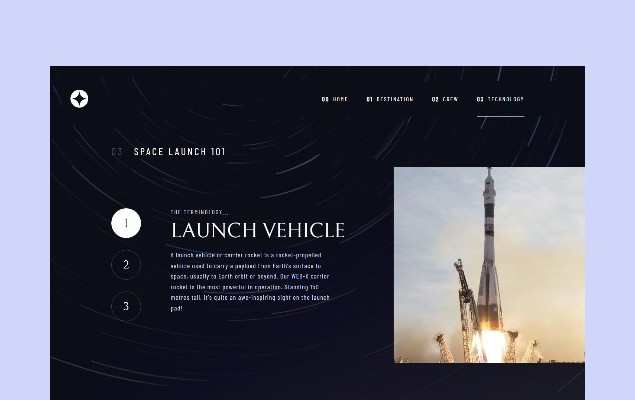 00 HOME 01 DESTINATION 02 CREW 03 TECHNOLOGY
03 SPACE LAUNCH 101
THE TERMINOLOGY...
LAUNCH VEHICLE
1
2
3
A launch vehicle or carrier rocket is a rocket-propelled
vehicle used to carry a payload from Earth's surface to
space, usually to Earth orbit or beyond. Our WEB-X carrier
rocket is the most powerful in operation. Standing 150
metres tall, it's quite an awe-inspiring sight on the launch
pad!